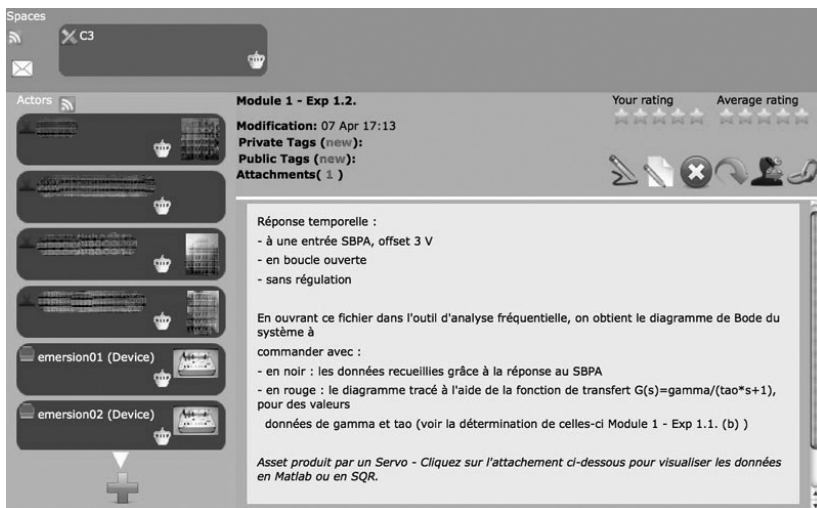 Spaces
C3
Actors
Module 1 - Exp 1.2.
Your rating
Average rating
Modification: 07 Apr 17:13
Private Tags (new):
Public Tags (new):
Attachments( 1 )
emersion01 (Device)
emersion02 (Device)
Réponse temporelle :
- à une entrée SBPA, offset 3 V
- en boucle ouverte
- sans régulation
En ouvrant ce fichier dans l'outil d'analyse fréquentielle, on obtient le diagramme de Bode du
système à
commander avec :
- en noir : les données recueillies grâce à la réponse au SBPA
- en rouge : le diagramme tracé à l'aide de la fonction de transfert G(s)=gamma/(tao*s+1),
pour des valeurs
données de gamma et tao (voir la détermination de celles-ci Module 1 - Exp 1.1. (b) )
Asset produit par un Servo - Cliquez sur l'attachement ci-dessous pour visualiser les données
en Matlab ou en SQR.